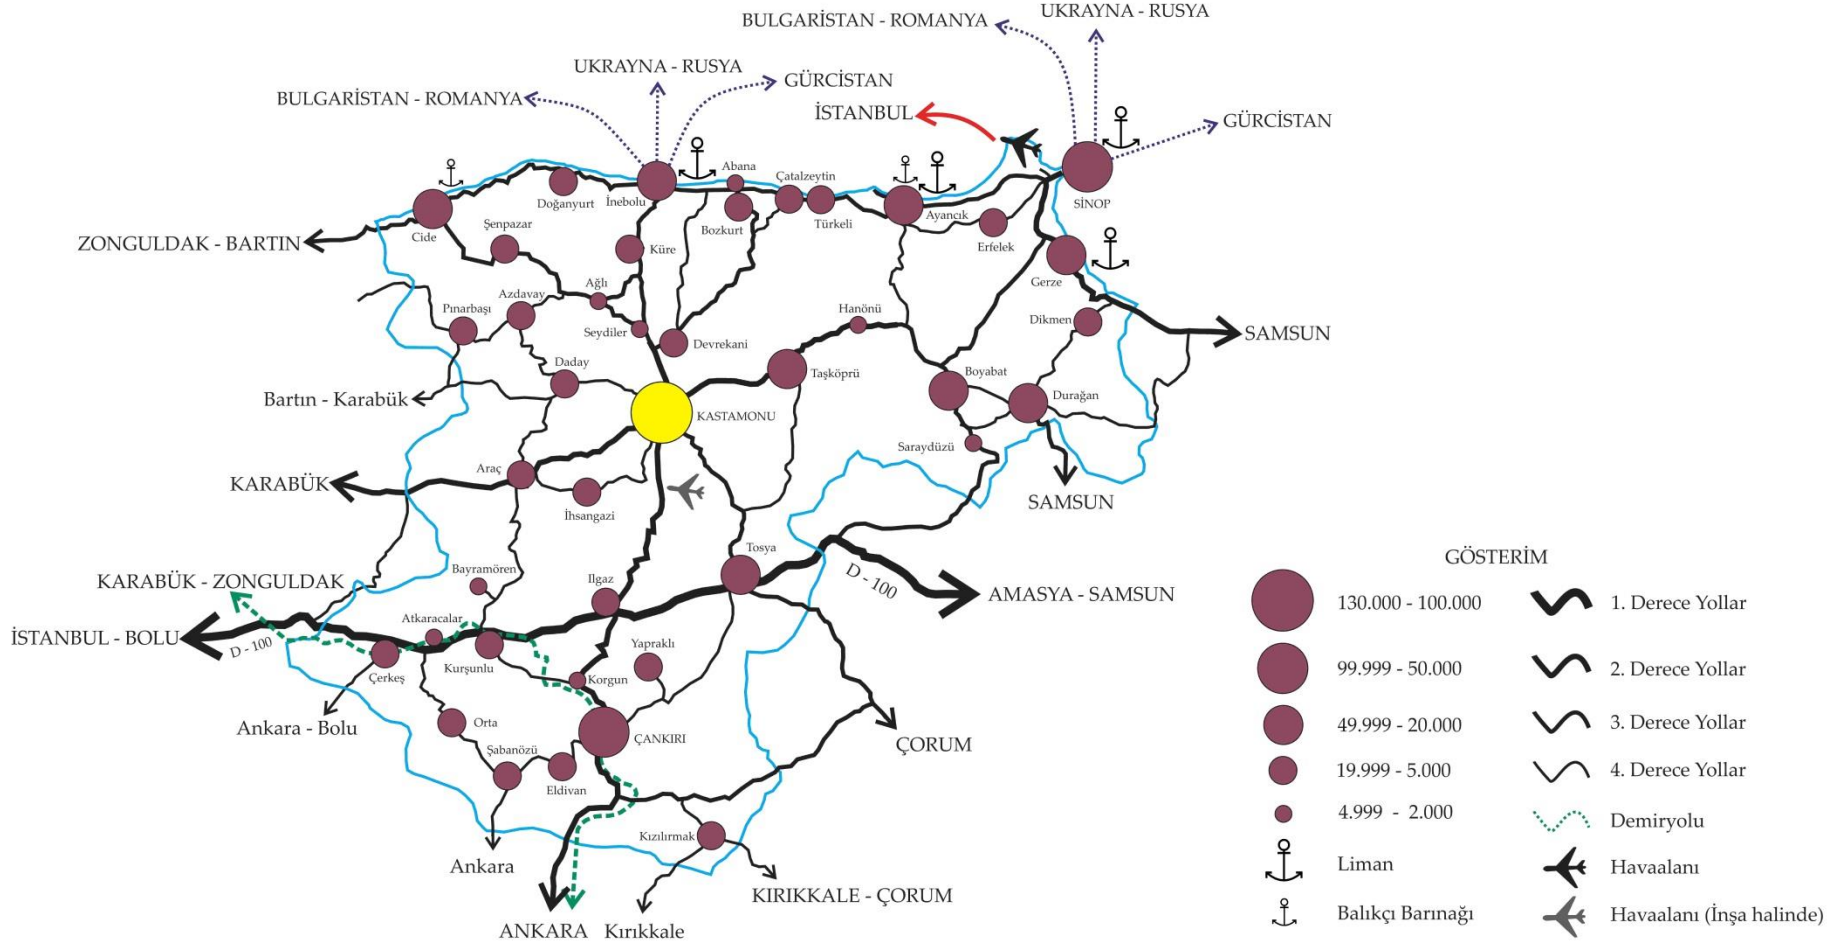 UKRAYNA - RUSYA
BULGARİSTAN - ROMANYA
UKRAYNA - RUSYA
GÜRCİSTAN
BULGARİSTAN - ROMANYA
İSTANBUL
GÜRCİSTAN
Abana
Çatalzeytin
Doğanyurt
İnebolu
SİNOP
Cide
Şenpazar
Bozkurt
Türkeli
Ayancık
Erfelek
ZONGULDAK - BARTIN
Küre
Gerze
Ağlı
Azdavay
Pınarbaşı
Hanönü
Dikmen
Seydiler
Devrekani
SAMSUN
Daday
Taşköprü
Boyabat
Durağan
Bartın - Karabük
KASTAMONU
Saraydüzü
Araç
KARABÜK
SAMSUN
İhsangazi
Tosya
Bayramören
Ilgaz
KARABÜK - ZONGULDAK
D - 100
AMASYA - SAMSUN
Atkaracalar
İSTANBUL - BOLU
D - 100
Kurşunlu
Yapraklı
Çerkeş
Korgun
Ankara - Bolu
Orta
ÇANKIRI
ÇORUM
Şabanözü
Eldivan
Kızılırmak
Ankara
KIRIKKALE - ÇORUM
ANKARA
Kırıkkale
GÖSTERİM
130.000 - 100.000
1. Derece Yollar
99.999 - 50.000
2. Derece Yollar
49.999 - 20.000
3. Derece Yollar
19.999 - 5.000
4. Derece Yollar
4.999 - 2.000
Demiryolu
Liman
Havaalanı
Balıkçı Barınağı
Havaalanı (İnşa halinde)